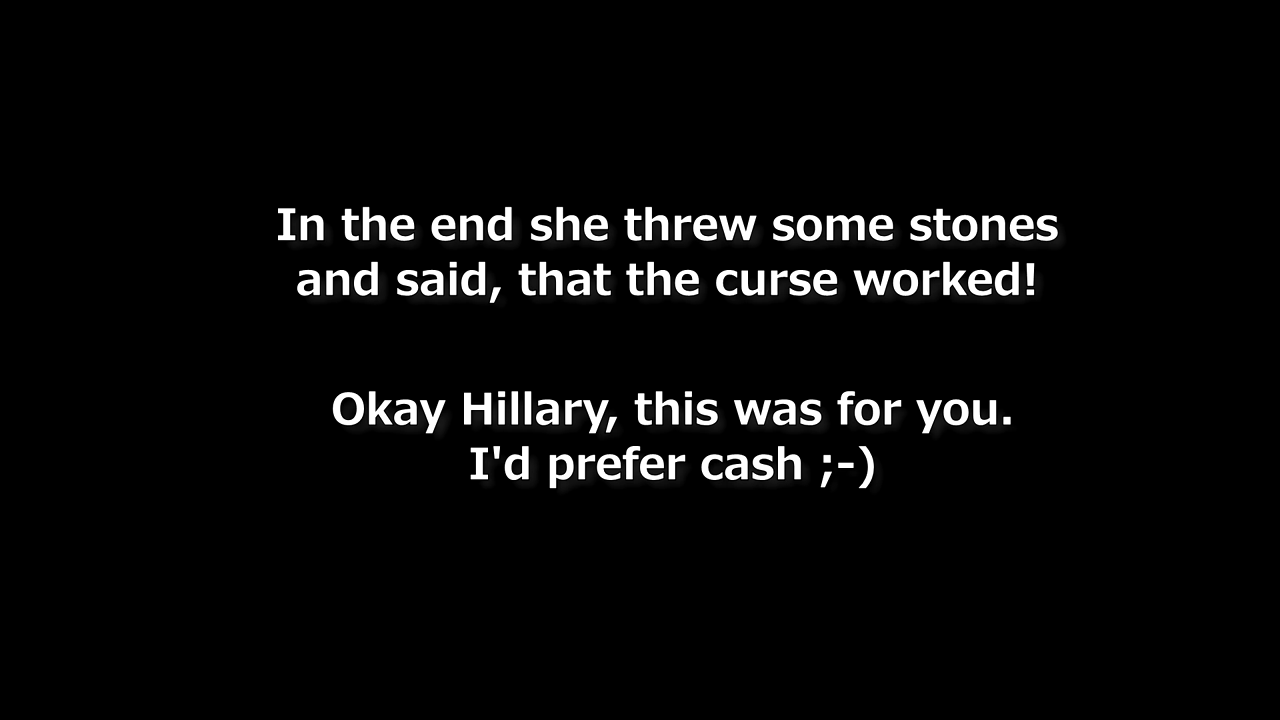 In the end she threw some stones
and said, that the curse worked!
Okay Hillary, this was for you.
I'd prefer cash ;-)